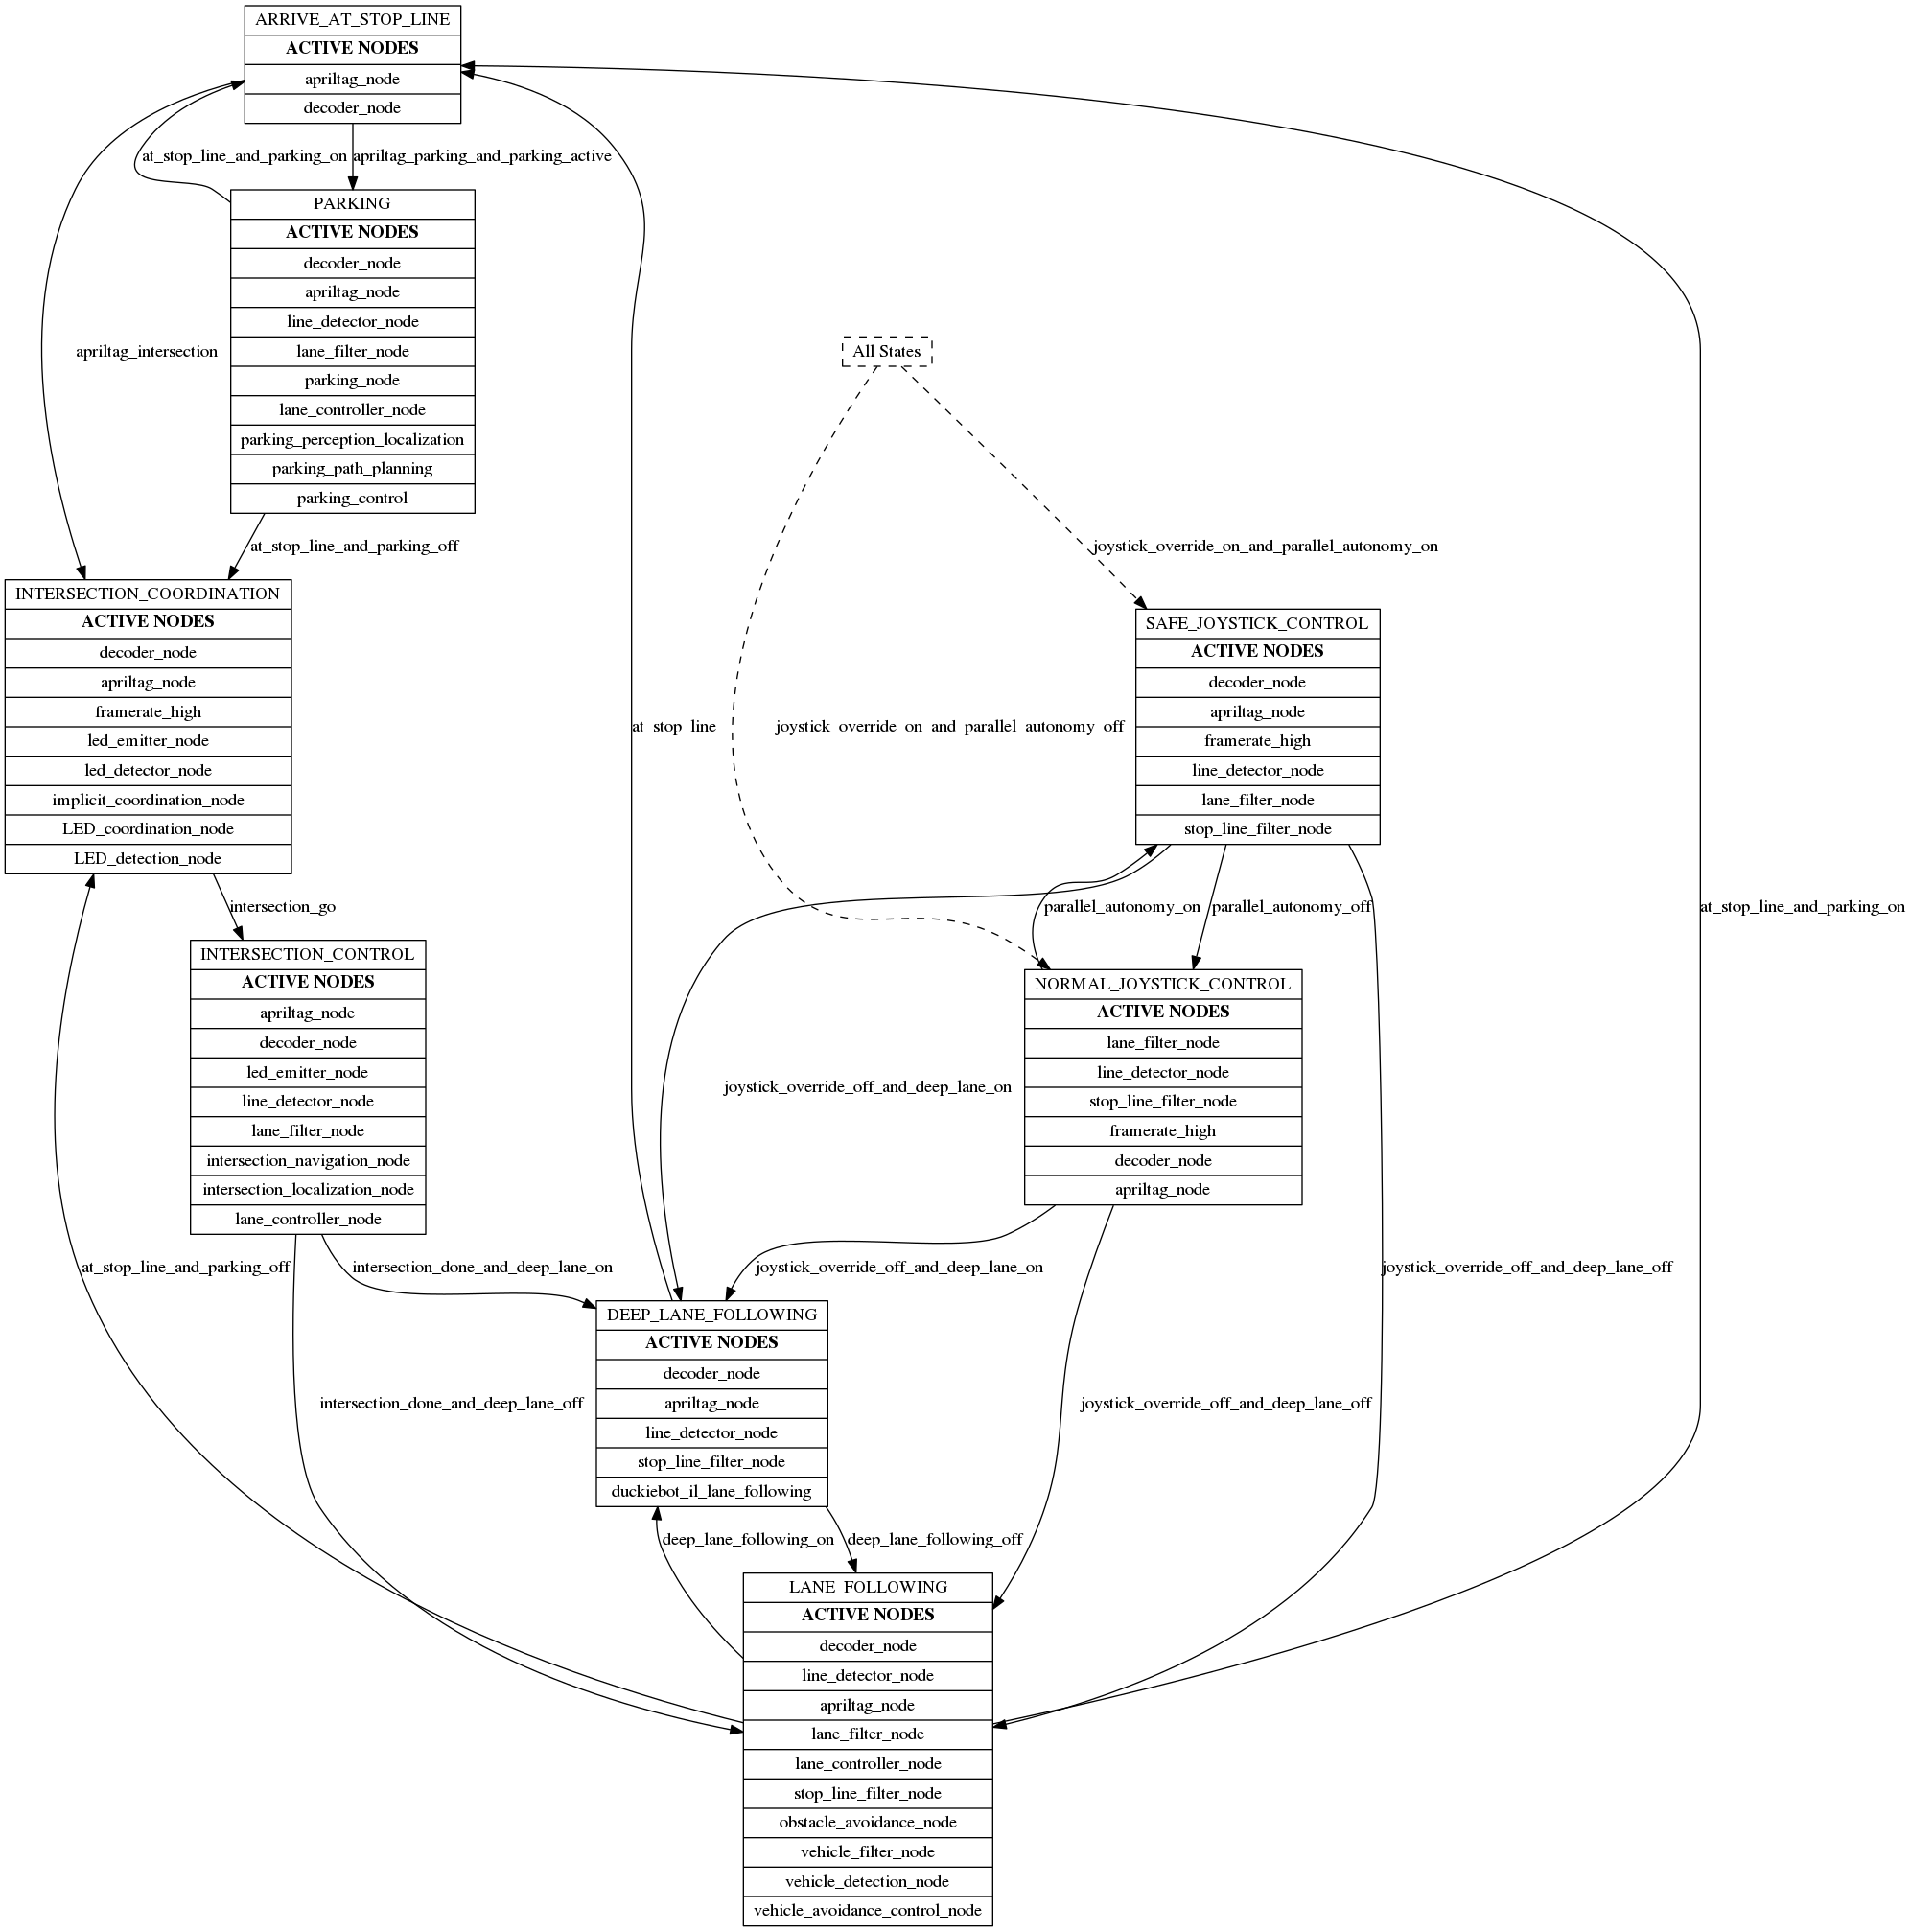 ARRIVE_AT_STOP_LINE
ACTIVE NODES
apriltag_node
decoder_node
at_stop_line_and_parking_on
apriltag_parking_and_parking_active
PARKING
ACTIVE NODES
decoder_node
apriltag_node
line_detector_node
lane_filter_node
parking_node
lane_controller_node
parking_perception_localization
parking_path_planning
parking_control
apriltag_intersection
All States
at_stop_line_and_parking_off
joystick_override_on_and_parallel_autonomy_on
INTERSECTION_COORDINATION
ACTIVE NODES
decoder_node
apriltag_node
framerate_high
led_emitter_node
led_detector_node
implicit_coordination_node
LED_coordination_node
LED_detection_node
at_stop_line
joystick_override_on_and_parallel_autonomy_off
SAFE_JOYSTICK_CONTROL
ACTIVE NODES
decoder_node
apriltag_node
framerate_high
line_detector_node
lane_filter_node
stop_line_filter_node
intersection_go
parallel_autonomy_on
parallel_autonomy_off
at_stop_line_and_parking_on
INTERSECTION_CONTROL
ACTIVE NODES
apriltag_node
decoder_node
led_emitter_node
line_detector_node
lane_filter_node
intersection_navigation_node
intersection_localization_node
lane_controller_node
joystick_override_off_and_deep_lane_on
NORMAL_JOYSTICK_CONTROL
ACTIVE NODES
lane_filter_node
line_detector_node
stop_line_filter_node
framerate_high
decoder_node
apriltag_node
at_stop_line_and_parking_off
intersection_done_and_deep_lane_on
joystick_override_off_and_deep_lane_on
joystick_override_off_and_deep_lane_off
DEEP_LANE_FOLLOWING
ACTIVE NODES
decoder_node
apriltag_node
line_detector_node
stop_line_filter_node
duckiebot_il_lane_following
intersection_done_and_deep_lane_off
joystick_override_off_and_deep_lane_off
deep_lane_following_on
deep_lane_following_off
LANE_FOLLOWING
ACTIVE NODES
decoder_node
line_detector_node
apriltag_node
lane_filter_node
lane_controller_node
stop_line_filter_node
obstacle_avoidance_node
vehicle_filter_node
vehicle_detection_node
vehicle_avoidance_control_node